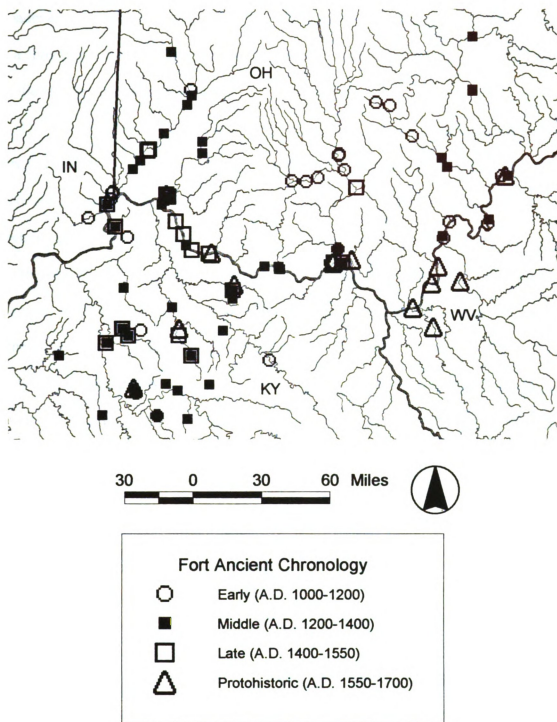 OH
IN
WV
KY
30 0 30 60 Miles
Fort Ancient Chronology
Early (A.D. 1000-1200)
Middle (A.D. 1200-1400)
Late (A.D. 1400-1550)
Protohistoric (A.D. 1550-1700)